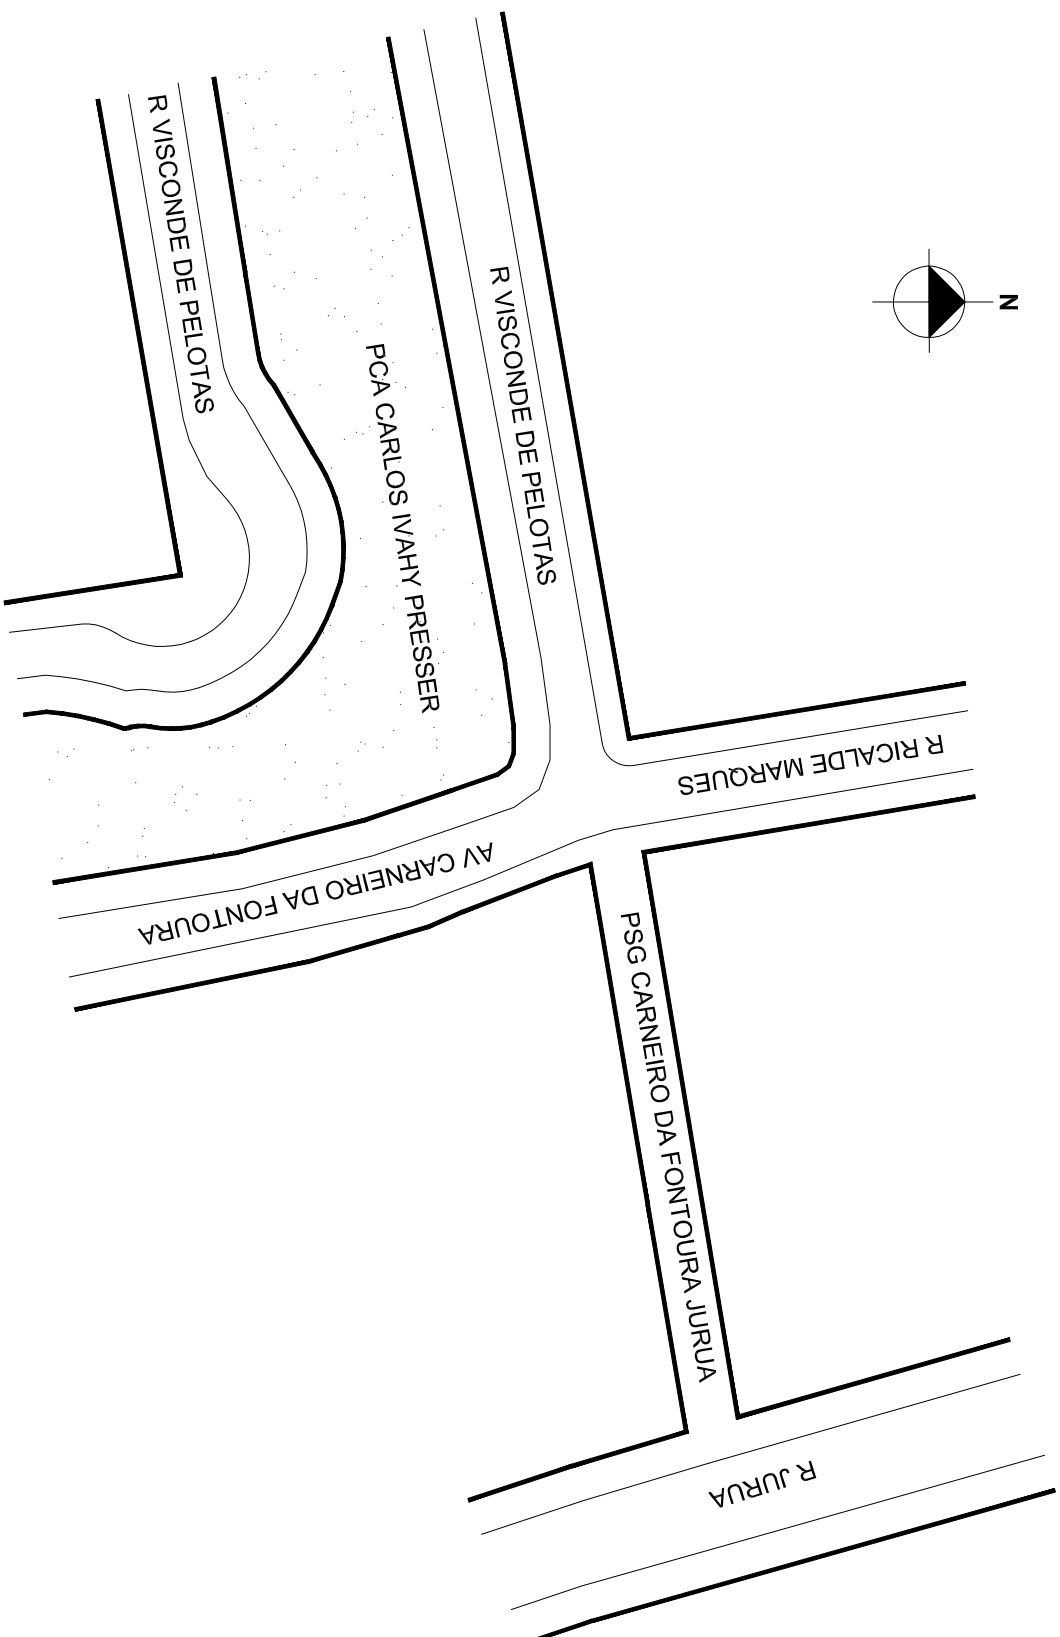 R VISCONDE DE PELOTAS
R VISCONDE DE PELOTAS
PCA CARLOS IVAHY PRESSER
N
R RICALDE MARQUES
AV CARNEIRO DA FONTOURA
PSG CARNEIRO DA FONTOURA JURUA
R JURUA